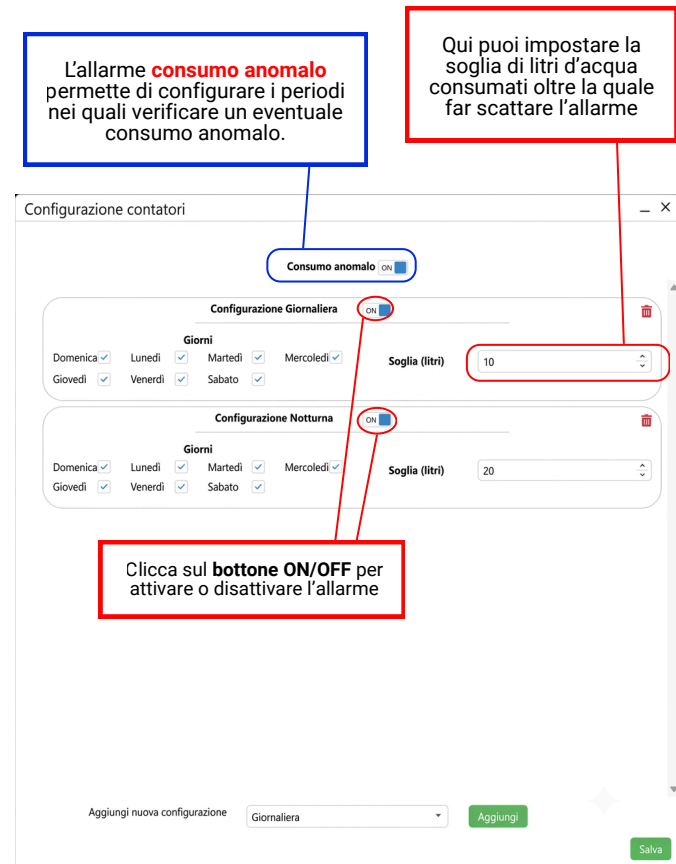 L'allarme consumo anomalo
permette di configurare i periodi
nei quali verificare un eventuale
consumo anomalo.
Qui puoi impostare la
soglia di litri d'acqua
consumati oltre la quale
far scattare l'allarme
Configurazione contatori
Consumo anomalo ON
Configurazione Giornaliera ON
Giorni
Domenica Lunedì Martedì Mercoledì Soglia (litri) 10
Giovedì Venerdì Sabato
Configurazione Notturna ON
Giorni
Domenica Lunedì Martedì Mercoledì Soglia (litri) 20
Giovedì Venerdì Sabato
Clicca sul bottone ON/OFF per
attivare o disattivare l'allarme
Aggiungi nuova configurazione Giornaliera Aggiungi
Salva